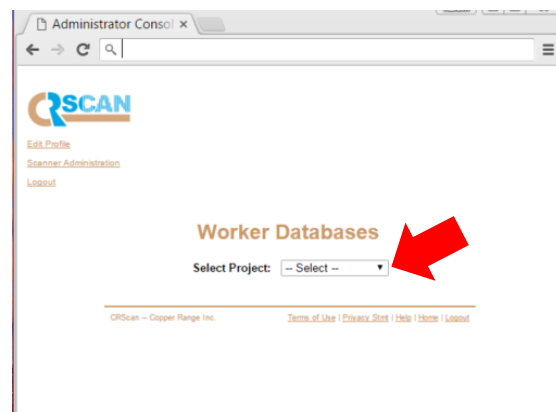 Administrator Consol
CRSCAN
Edit Profile
Scanner Administration
Logout
Worker Databases
Select Project: -- Select --
CRScan -- Copper Range Inc. Terms of Use | Privacy Stmt | Help | Home | Logout